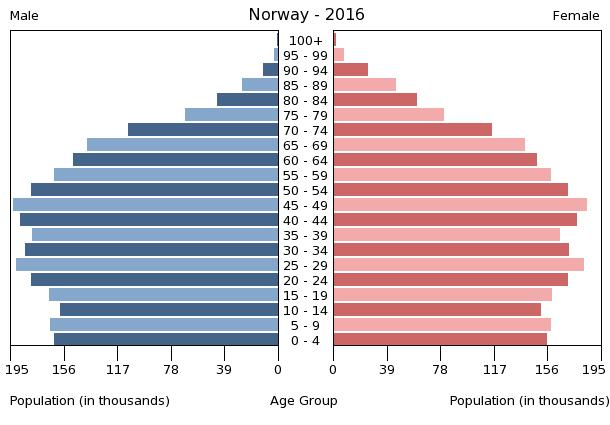 Male Norway - 2016 Female
100+
95 - 99
90 - 94
85 - 89
80 - 84
75 - 79
70 - 74
65 - 69
60 - 64
55 - 59
50 - 54
45 - 49
40 - 44
35 - 39
30 - 34
25 - 29
20 - 24
15 - 19
10 - 14
5 - 9
0 - 4
195 156 117 78 39 0 0 39 78 117 156 195
Population (in thousands) Age Group Population (in thousands)